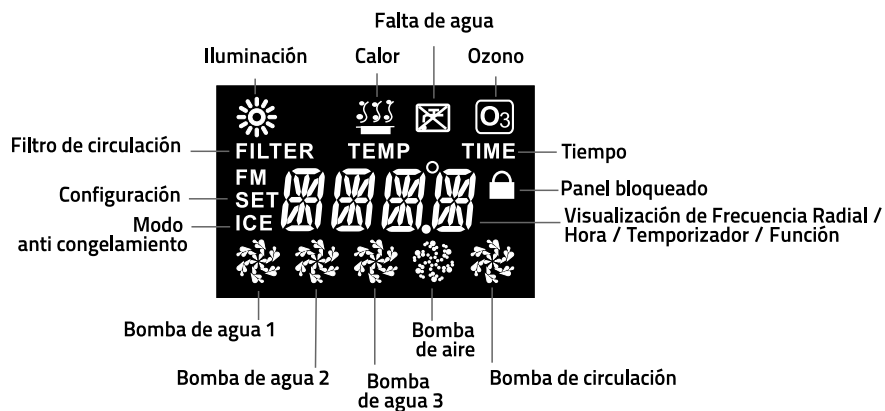 Falta de agua
Iluminación
Calor
Ozono
O3
Filtro de circulación
FILTER
TEMP
TIME
Tiempo
FM
Configuración
SET
Panel bloqueado
Modo
anti congelamiento
ICE
Visualización de Frecuencia Radial /
Hora / Temporizador / Función
Bomba de agua 1
Bomba
de aire
Bomba de agua 2
Bomba
de agua 3
Bomba de circulación